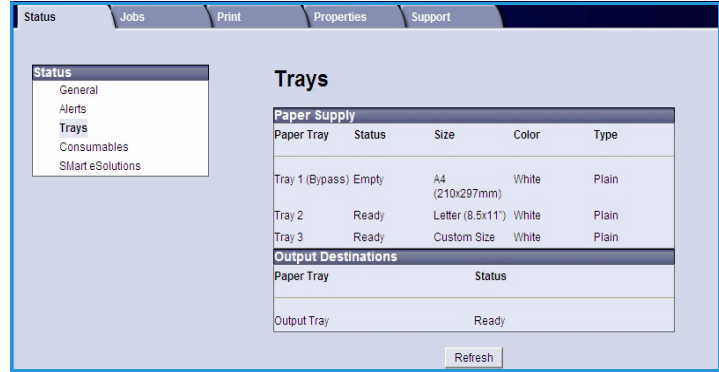 Status Jobs Print Properties Support
Status
General
Alerts
Trays
Consumables
SMart eSolutions
Trays
Paper Supply
Paper Tray Status Size Color Type
Tray 1 (Bypass) Empty A4 White Plain
(210x297mm)
Tray 2 Ready Letter (8.5x11") White Plain
Tray 3 Ready Custom Size White Plain
Output Destinations
Paper Tray Status
Output Tray Ready
Refresh